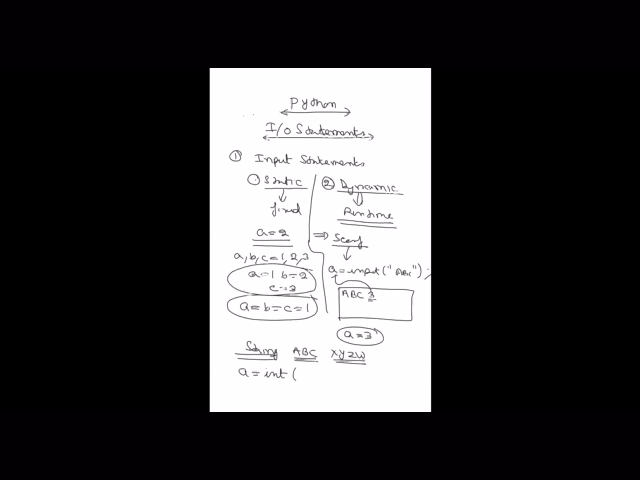 Python
I/O Statements
① Input Statements
① Static
fixed
a=2
a,b,c=1,2,3
a=1 b=2
c=3
a=b=c=1
② Dynamic
Runtime
⇒ Scanf
a=input("ABC");
ABC 3
a=3
String ABC XYZW
a=int(